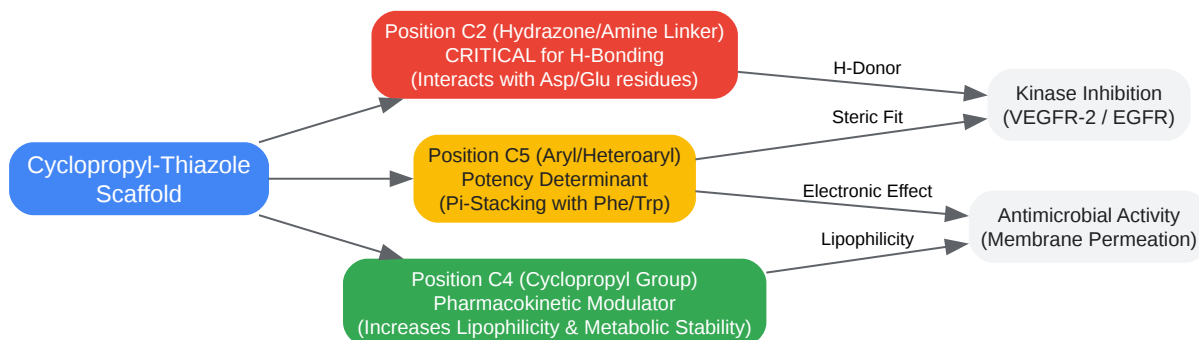 Cyclopropyl-Thiazole
Scaffold
Position C2 (Hydrazone/Amine Linker)
CRITICAL for H-Bonding
(Interacts with Asp/Glu residues)
Position C5 (Aryl/Heteroaryl)
Potency Determinant
(Pi-Stacking with Phe/Trp)
Position C4 (Cyclopropyl Group)
Pharmacokinetic Modulator
(Increases Lipophilicity & Metabolic Stability)
H-Donor
Steric Fit
Electronic Effect
Lipophilicity
Kinase Inhibition
(VEGFR-2 / EGFR)
Antimicrobial Activity
(Membrane Permeation)